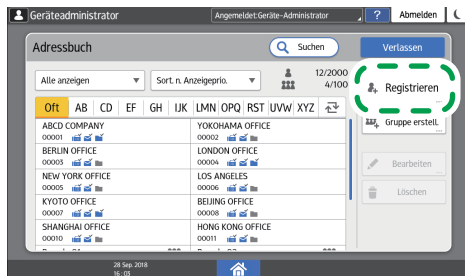 Geräteadministrator
Angemeldet:Geräte-Administrator
?
Abmelden
Adressbuch
Suchen
Verlassen
Alle anzeigen
Sort. n. Anzeigeprio.
12/2000
4/100
Registrieren
...
Oft AB CD EF GH IJK LMN OPQ RST UVW XYZ
Gruppe erstell.
...
ABCD COMPANY
00001
YOKOHAMA OFFICE
00002
BERLIN OFFICE
00003
LONDON OFFICE
00004
NEW YORK OFFICE
00005
LOS ANGELES
00006
KYOTO OFFICE
00007
BEIJING OFFICE
00008
SHANGHAI OFFICE
00010
HONG KONG OFFICE
00011
Bearbeiten
...
Löschen
28 Sep. 2018
16 : 03